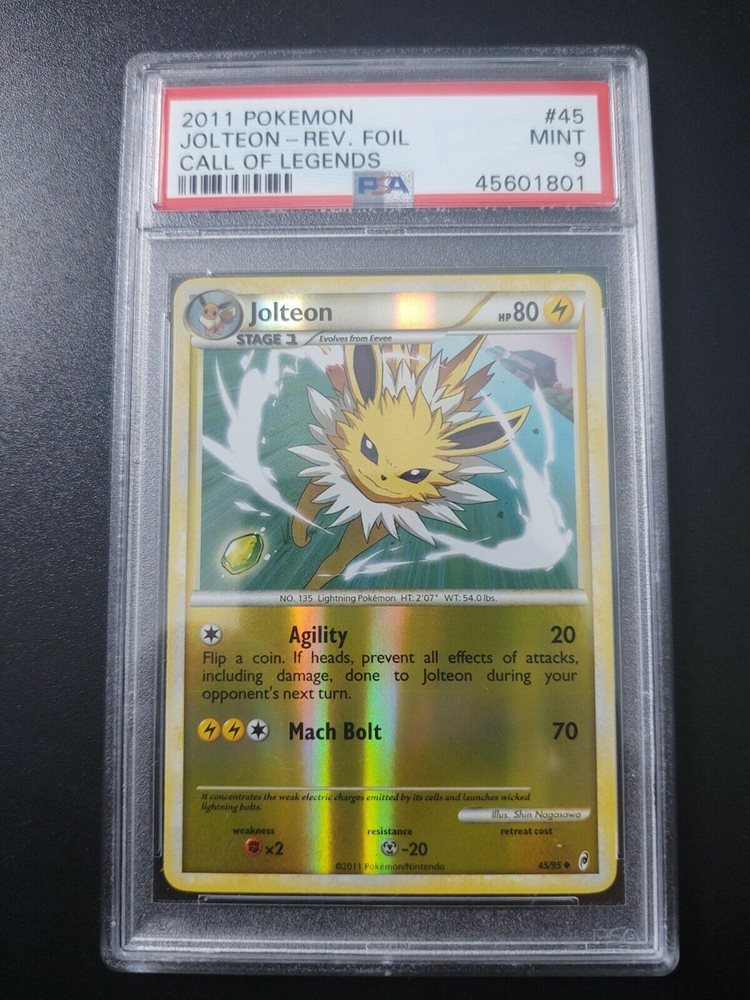 2011 POKEMON #45
JOLTEON-REV. FOIL MINT
CALL OF LEGENDS 9
PSA 45601801
Jolteon HP80
STAGE 1 Evolves from Eevee
NO. 135 Lightning Pokémon HT: 2'07" WT: 54.0 lbs.
Agility 20
Flip a coin. If heads, prevent all effects of attacks,
including damage, done to Jolteon during your
opponent's next turn.
Mach Bolt 70
It concentrates the weak electric charges emitted by its cells and launches wicked
lightning bolts.
Illus. Shin Nagasawa
weakness resistance retreat cost
x2 -20
©2011 Pokémon/Nintendo 45/95
PSA